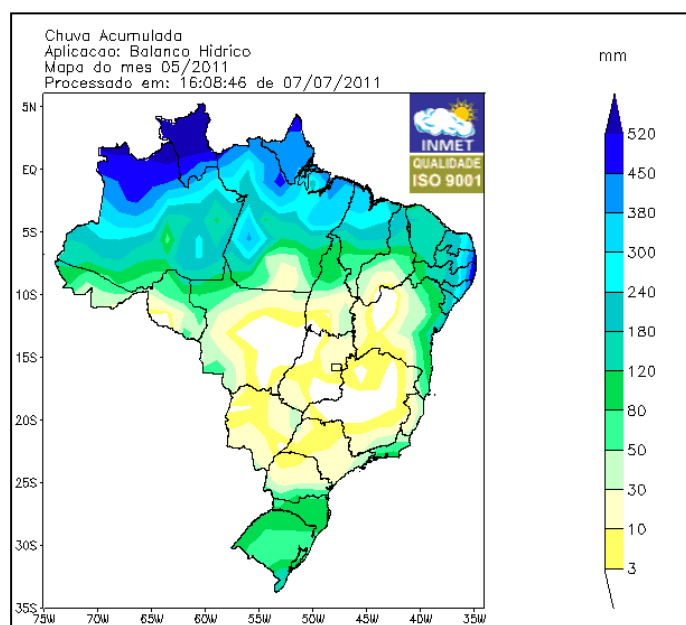 Chuva Acumulada
Aplicacao: Balanco Hidrico
Mapa do mes 05/2011
Processado em: 16:08:46 de 07/07/2011
mm
5N
EQ
5S
10S
15S
20S
25S
30S
35S
75W 70W 65W 60W 55W 50W 45W 40W 35W
INMET
QUALIDADE
ISO 9001
520
450
380
300
240
180
120
80
50
30
10
3